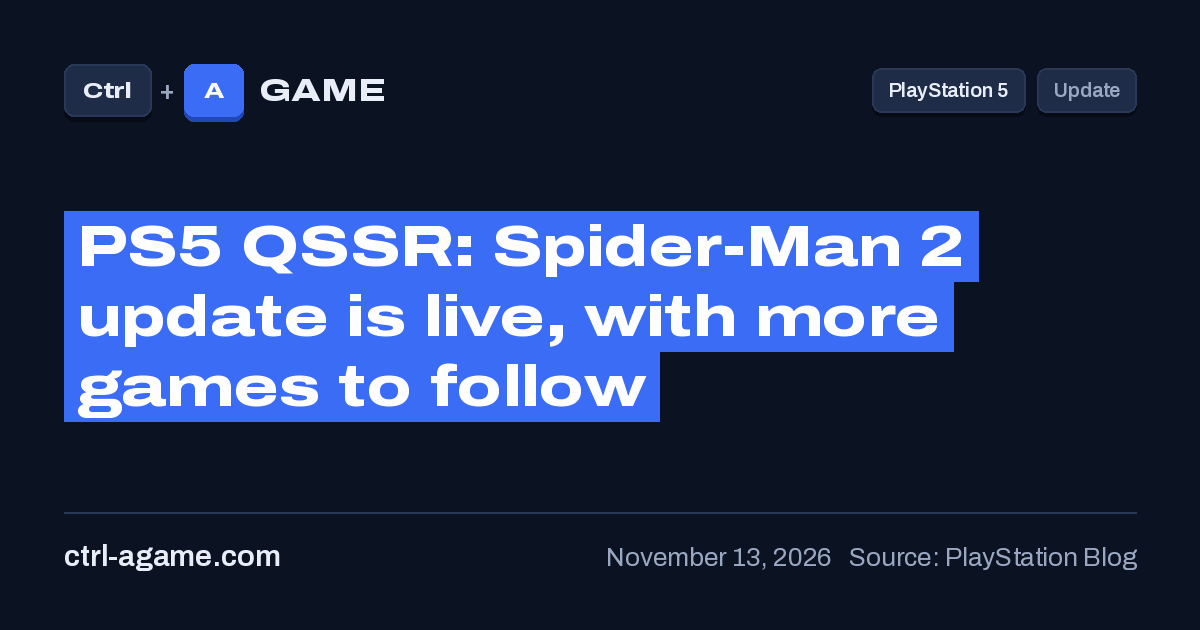 Ctrl + A GAME
PlayStation 5 Update
PS5 QSSR: Spider-Man 2
update is live, with more
games to follow
ctrl-agame.com
November 13, 2026 Source: PlayStation Blog